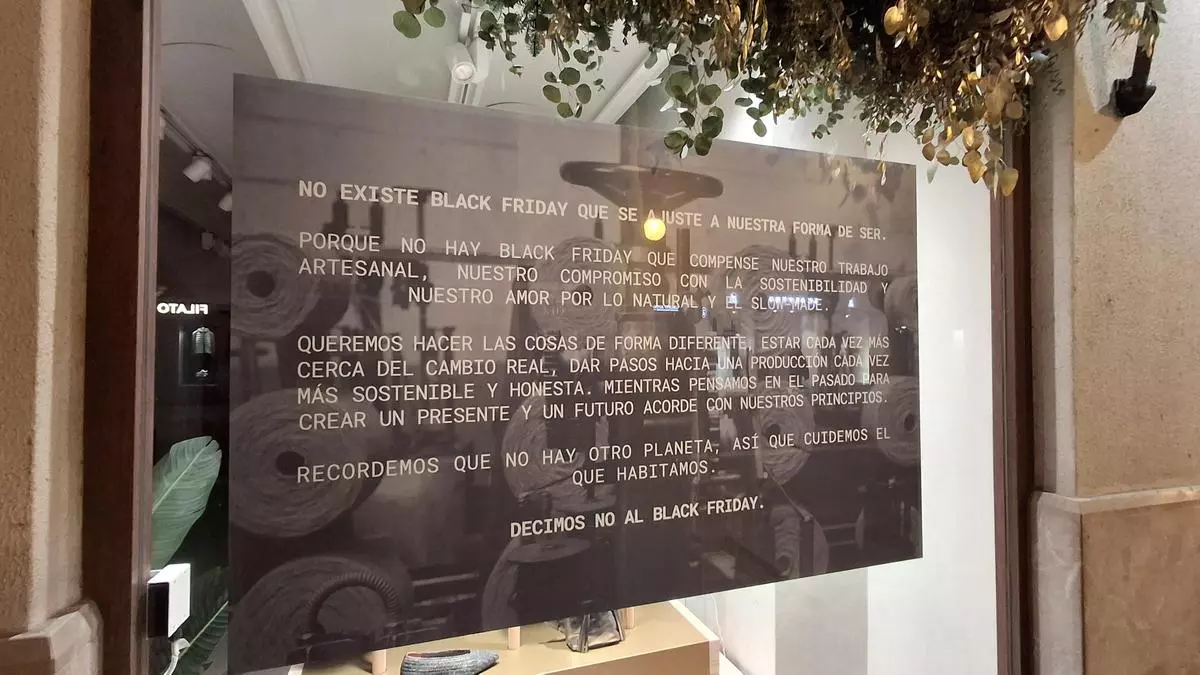 NO EXISTE BLACK FRIDAY QUE SE AJUSTE A NUESTRA FORMA DE SER.
PORQUE NO HAY BLACK FRIDAY QUE COMPENSE NUESTRO TRABAJO
ARTESANAL, NUESTRO COMPROMISO CON LA SOSTENIBILIDAD Y
NUESTRO AMOR POR LO NATURAL Y EL SLOW-MADE.
QUEREMOS HACER LAS COSAS DE FORMA DIFERENTE, ESTAR CADA VEZ MÁS
CERCA DEL CAMBIO REAL, DAR PASOS HACIA UNA PRODUCCIÓN CADA VEZ
MÁS SOSTENIBLE Y HONESTA. MIENTRAS PENSAMOS EN EL PASADO PARA
CREAR UN PRESENTE Y UN FUTURO ACORDE CON NUESTROS PRINCIPIOS.
RECORDEMOS QUE NO HAY OTRO PLANETA, ASÍ QUE CUIDEMOS EL
QUE HABITAMOS.
DECIMOS NO AL BLACK FRIDAY.
FILATO